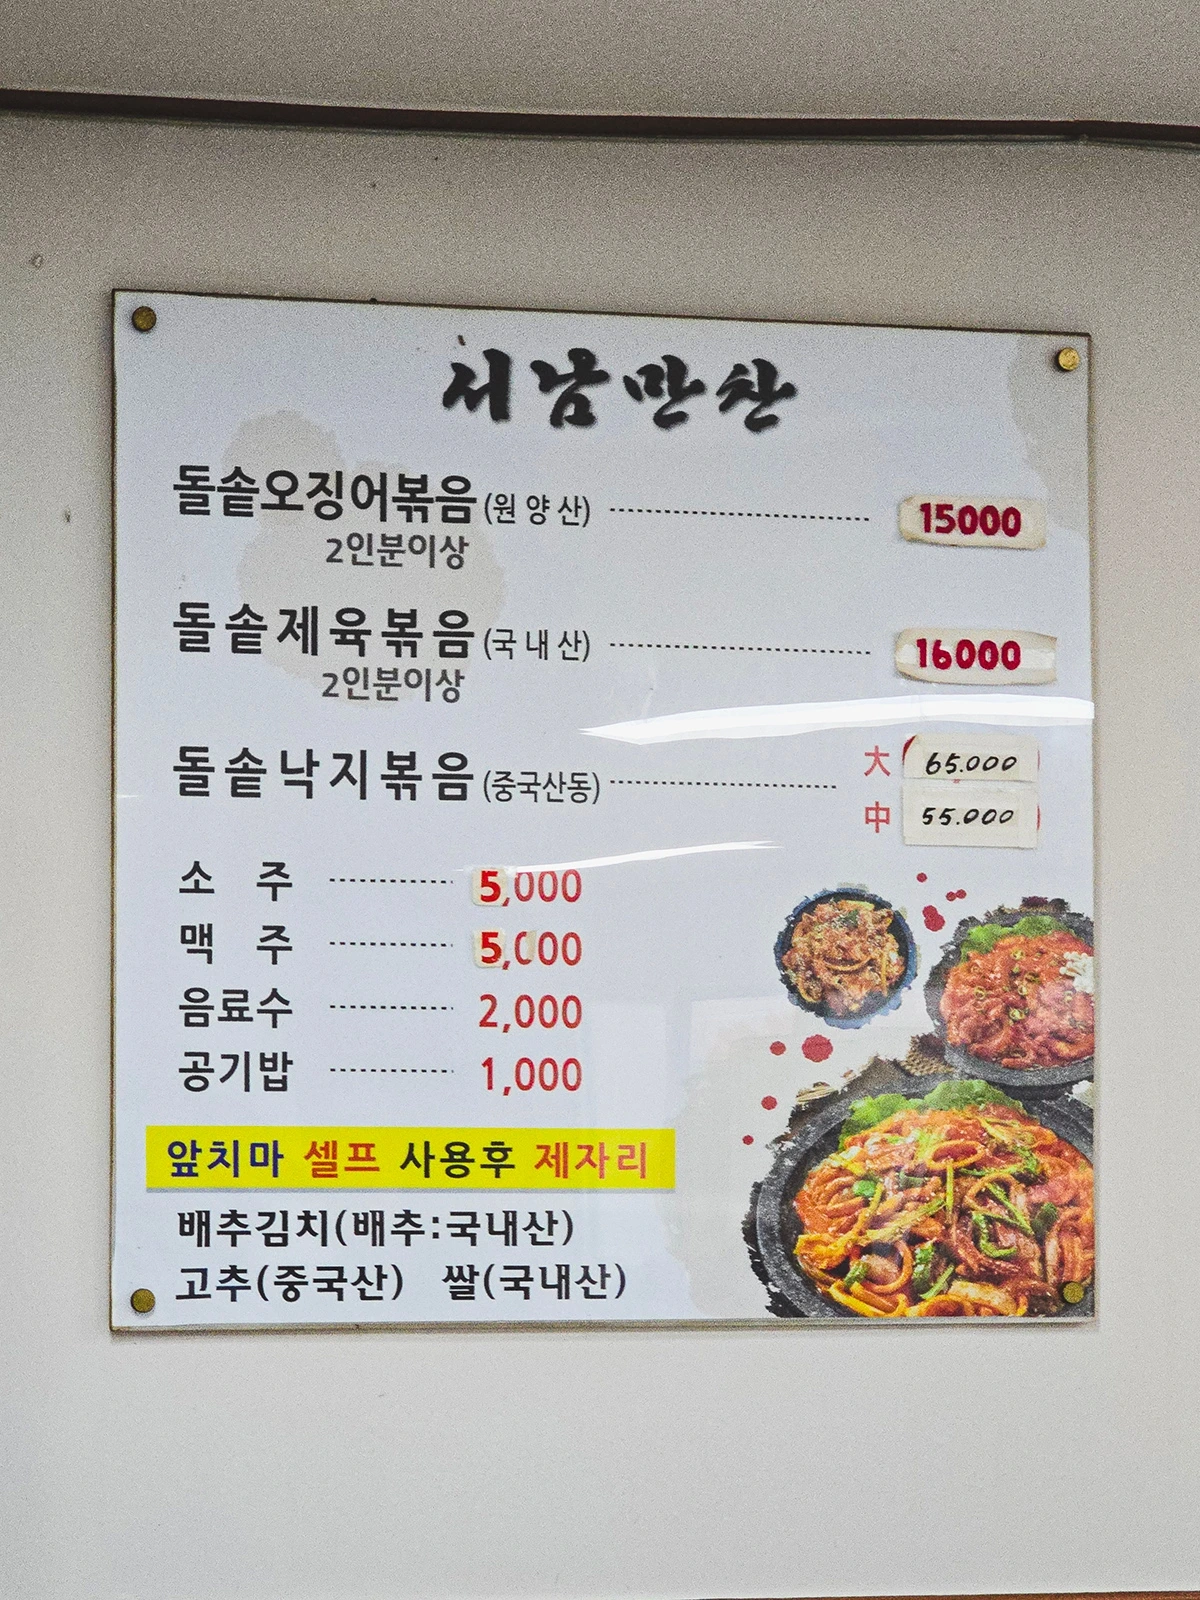 서남만찬
돌솥오징어볶음(원양산) 15000
2인분이상
돌솥제육볶음(국내산) 16000
2인분이상
돌솥낙지볶음(중국산동) 大 65.000
中 55.000
소 주 5,000
맥 주 5,000
음료수 2,000
공기밥 1,000
앞치마 셀프 사용후 제자리
배추김치(배추:국내산)
고추(중국산) 쌀(국내산)